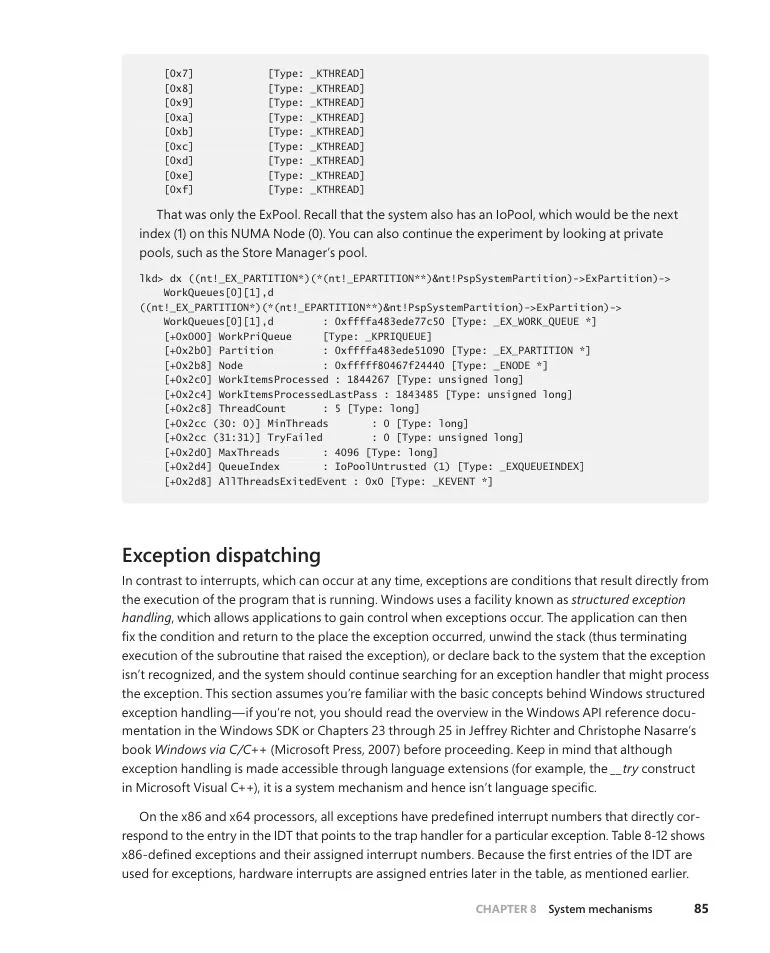 [0x7] [Type: _KTHREAD]
[0x8] [Type: _KTHREAD]
[0x9] [Type: _KTHREAD]
[0xa] [Type: _KTHREAD]
[0xb] [Type: _KTHREAD]
[0xc] [Type: _KTHREAD]
[0xd] [Type: _KTHREAD]
[0xe] [Type: _KTHREAD]
[0xf] [Type: _KTHREAD]
That was only the ExPool. Recall that the system also has an IoPool, which would be the next
index (1) on this NUMA Node (0). You can also continue the experiment by looking at private
pools, such as the Store Manager’s pool.
lkd> dx ((nt!_EX_PARTITION*)(*(nt!_EPARTITION**)&nt!PspSystemPartition)->ExPartition)->
WorkQueues[0][1],d
((nt!_EX_PARTITION*)(*(nt!_EPARTITION**)&nt!PspSystemPartition)->ExPartition)->
WorkQueues[0][1],d : 0xffffa483ede77c50 [Type: _EX_WORK_QUEUE *]
[+0x000] WorkPriQueue [Type: _KPRIQUEUE]
[+0x2b0] Partition : 0xffffa483ede51090 [Type: _EX_PARTITION *]
[+0x2b8] Node : 0xfffff80467f24440 [Type: _ENODE *]
[+0x2c0] WorkItemsProcessed : 1844267 [Type: unsigned long]
[+0x2c4] WorkItemsProcessedLastPass : 1843485 [Type: unsigned long]
[+0x2c8] ThreadCount : 5 [Type: long]
[+0x2cc (30: 0)] MinThreads : 0 [Type: long]
[+0x2cc (31:31)] TryFailed : 0 [Type: unsigned long]
[+0x2d0] MaxThreads : 4096 [Type: long]
[+0x2d4] QueueIndex : IoPoolUntrusted (1) [Type: _EXQUEUEINDEX]
[+0x2d8] AllThreadsExitedEvent : 0x0 [Type: _KEVENT *]
Exception dispatching
In contrast to interrupts, which can occur at any time, exceptions are conditions that result directly from
the execution of the program that is running. Windows uses a facility known as structured exception
handling, which allows applications to gain control when exceptions occur. The application can then
fix the condition and return to the place the exception occurred, unwind the stack (thus terminating
execution of the subroutine that raised the exception), or declare back to the system that the exception
isn’t recognized, and the system should continue searching for an exception handler that might process
the exception. This section assumes you’re familiar with the basic concepts behind Windows structured
exception handling—if you’re not, you should read the overview in the Windows API reference docu-
mentation in the Windows SDK or Chapters 23 through 25 in Jeffrey Richter and Christophe Nasarre’s
book Windows via C/C++ (Microsoft Press, 2007) before proceeding. Keep in mind that although
exception handling is made accessible through language extensions (for example, the __try construct
in Microsoft Visual C++), it is a system mechanism and hence isn’t language specific.
On the x86 and x64 processors, all exceptions have predefined interrupt numbers that directly cor-
respond to the entry in the IDT that points to the trap handler for a particular exception. Table 8-12 shows
x86-defined exceptions and their assigned interrupt numbers. Because the first entries of the IDT are
used for exceptions, hardware interrupts are assigned entries later in the table, as mentioned earlier.
CHAPTER 8 System mechanisms 85